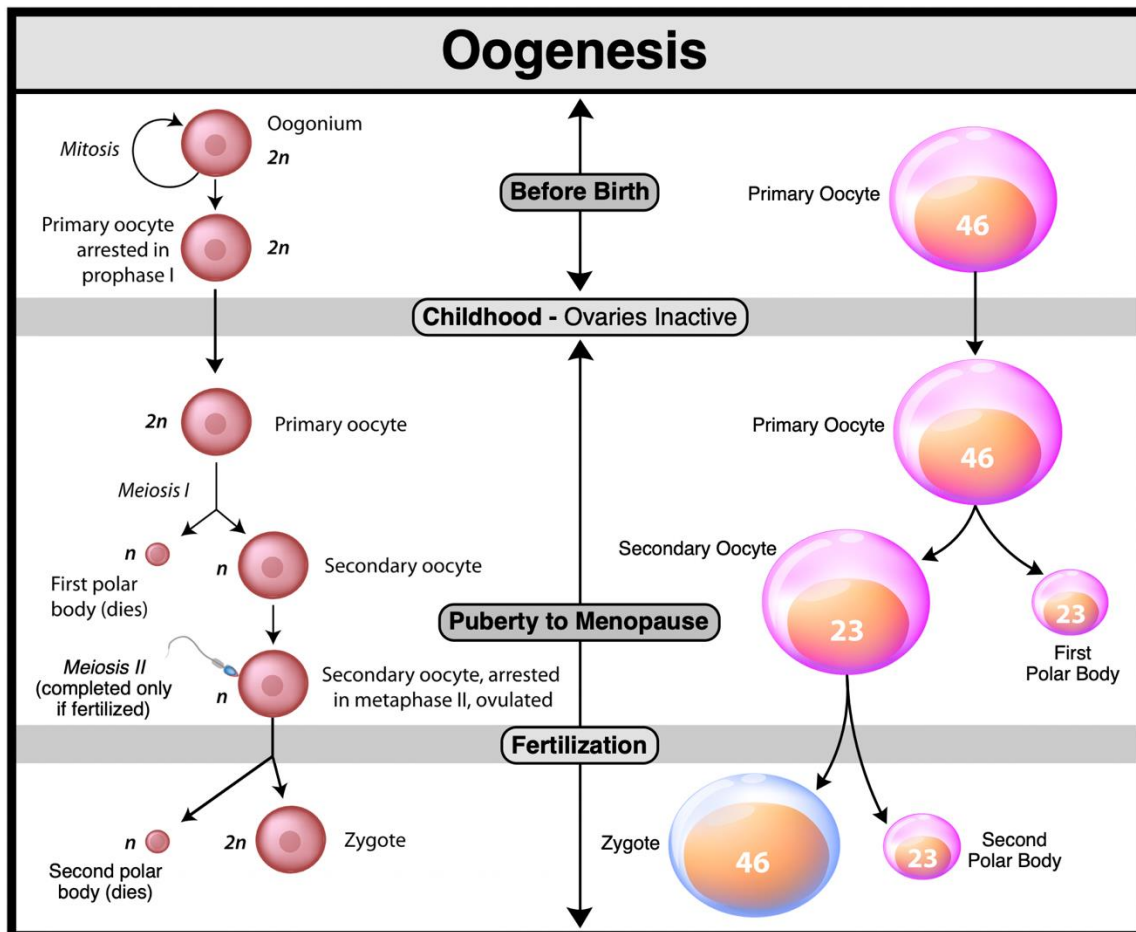 Oogenesis
Mitosis
Oogonium
2n
Primary oocyte
arrested in
prophase I
2n
Before Birth
Primary Oocyte
46
Childhood - Ovaries Inactive
2n
Primary oocyte
Meiosis I
n
First polar
body (dies)
n
Secondary oocyte
Meiosis II
(completed only
if fertilized)
n
Secondary oocyte, arrested
in metaphase II, ovulated
Puberty to Menopause
Primary Oocyte
46
Secondary Oocyte
23
23
First
Polar Body
Fertilization
n
Second polar
body (dies)
2n
Zygote
Zygote
46
23
Second
Polar Body